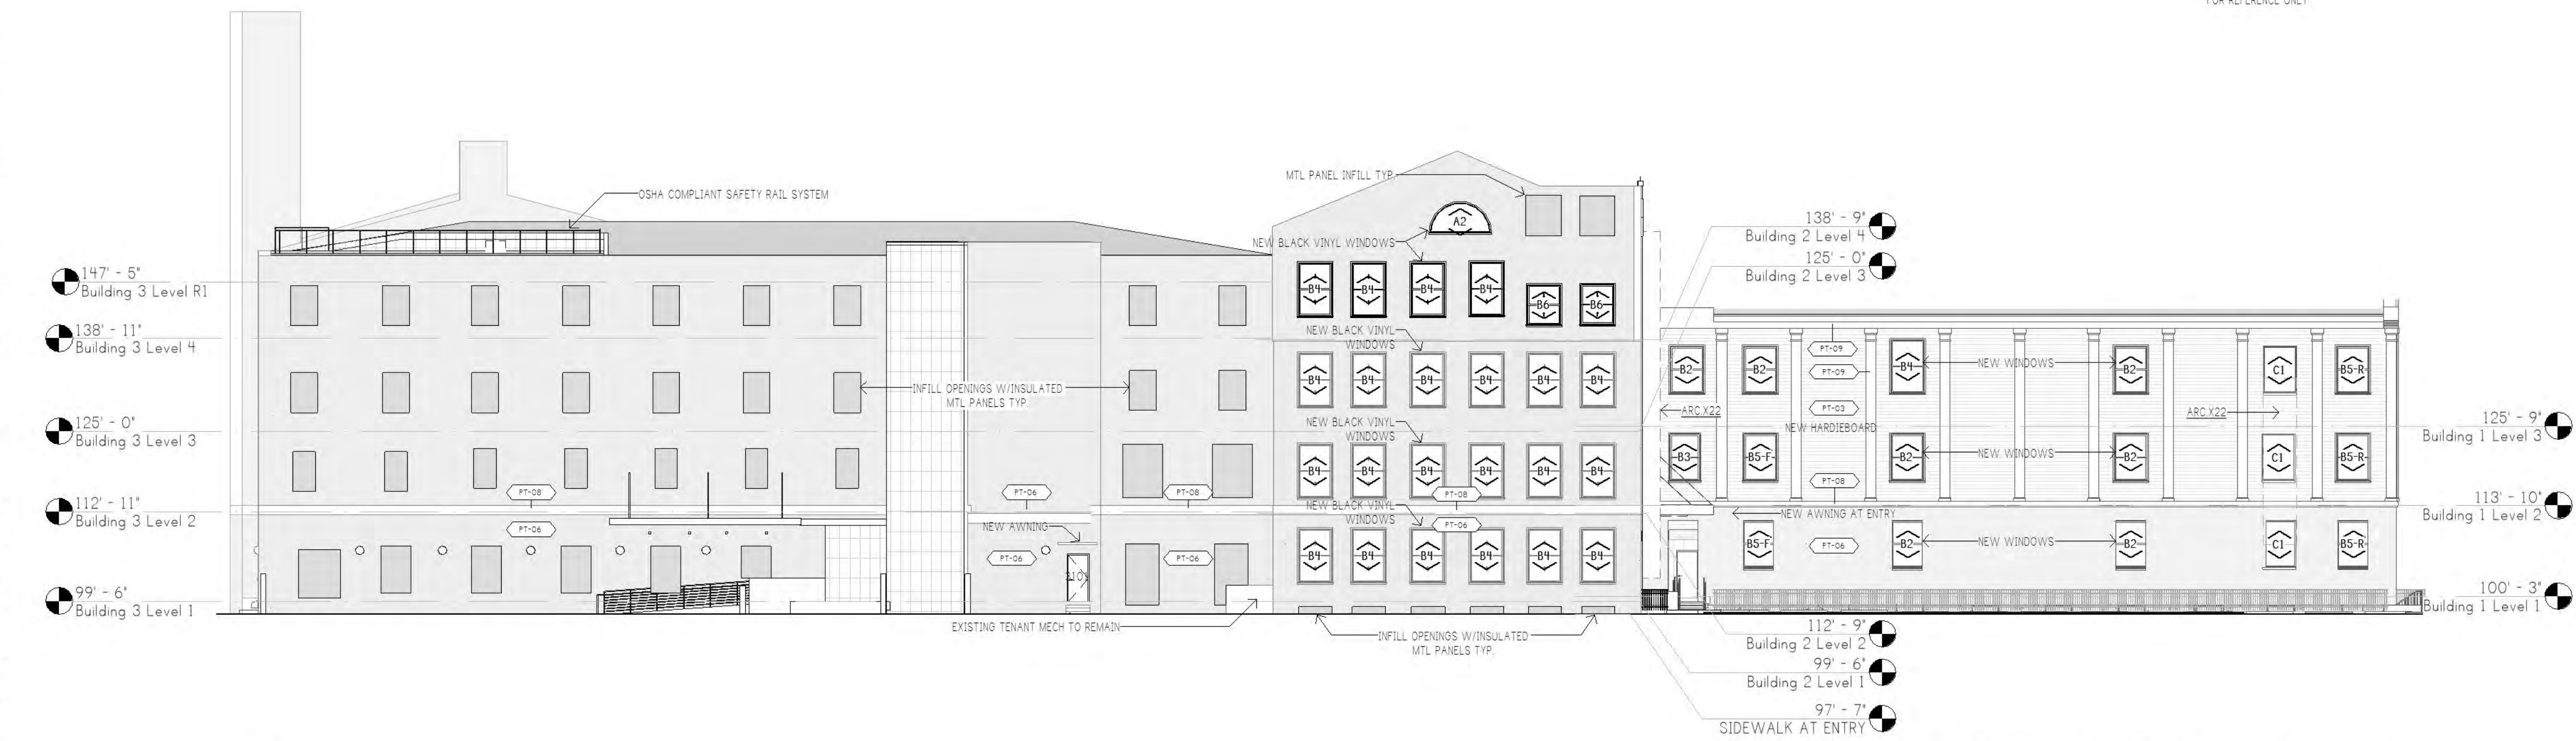 FOR REFERENCE ONLY
OSHA COMPLIANT SAFETY RAIL SYSTEM
MTL PANEL INFILL TYP.
A2
NEW BLACK VINYL WINDOWS
138' - 9"
Building 2 Level 4
125' - 0"
Building 2 Level 3
147' - 5"
Building 3 Level R1
B4 B4 B4 B4 B6 B6
138' - 11"
Building 3 Level 4
NEW BLACK VINYL
WINDOWS
PT-09
B2 B2 B4 NEW WINDOWS B2 C1 B5-R
PT-09
INFILL OPENINGS W/INSULATED
MTL PANELS TYP.
B4 B4 B4 B4 B4 B4
ARC.X22
PT-03
ARC.X22
NEW HARDIEBOARD
125' - 0"
Building 3 Level 3
NEW BLACK VINYL
WINDOWS
125' - 9"
Building 1 Level 3
B4 B4 B4 B4 B4 B4
B3 B5-F B2 NEW WINDOWS B2 C1 B5-R
PT-08
PT-08 PT-06 PT-08 PT-08
112' - 11"
Building 3 Level 2
NEW BLACK VINYL
WINDOWS
113' - 10"
Building 1 Level 2
PT-06
NEW AWNING
PT-06
NEW AWNING AT ENTRY
PT-06 PT-06
B4 B4 B4 B4 B4 B4
B5-F PT-06 B2 NEW WINDOWS B2 C1 B5-R
99' - 6"
Building 3 Level 1
100' - 3"
Building 1 Level 1
EXISTING TENANT MECH TO REMAIN
INFILL OPENINGS W/INSULATED
MTL PANELS TYP.
112' - 9"
Building 2 Level 2
99' - 6"
Building 2 Level 1
97' - 7"
SIDEWALK AT ENTRY